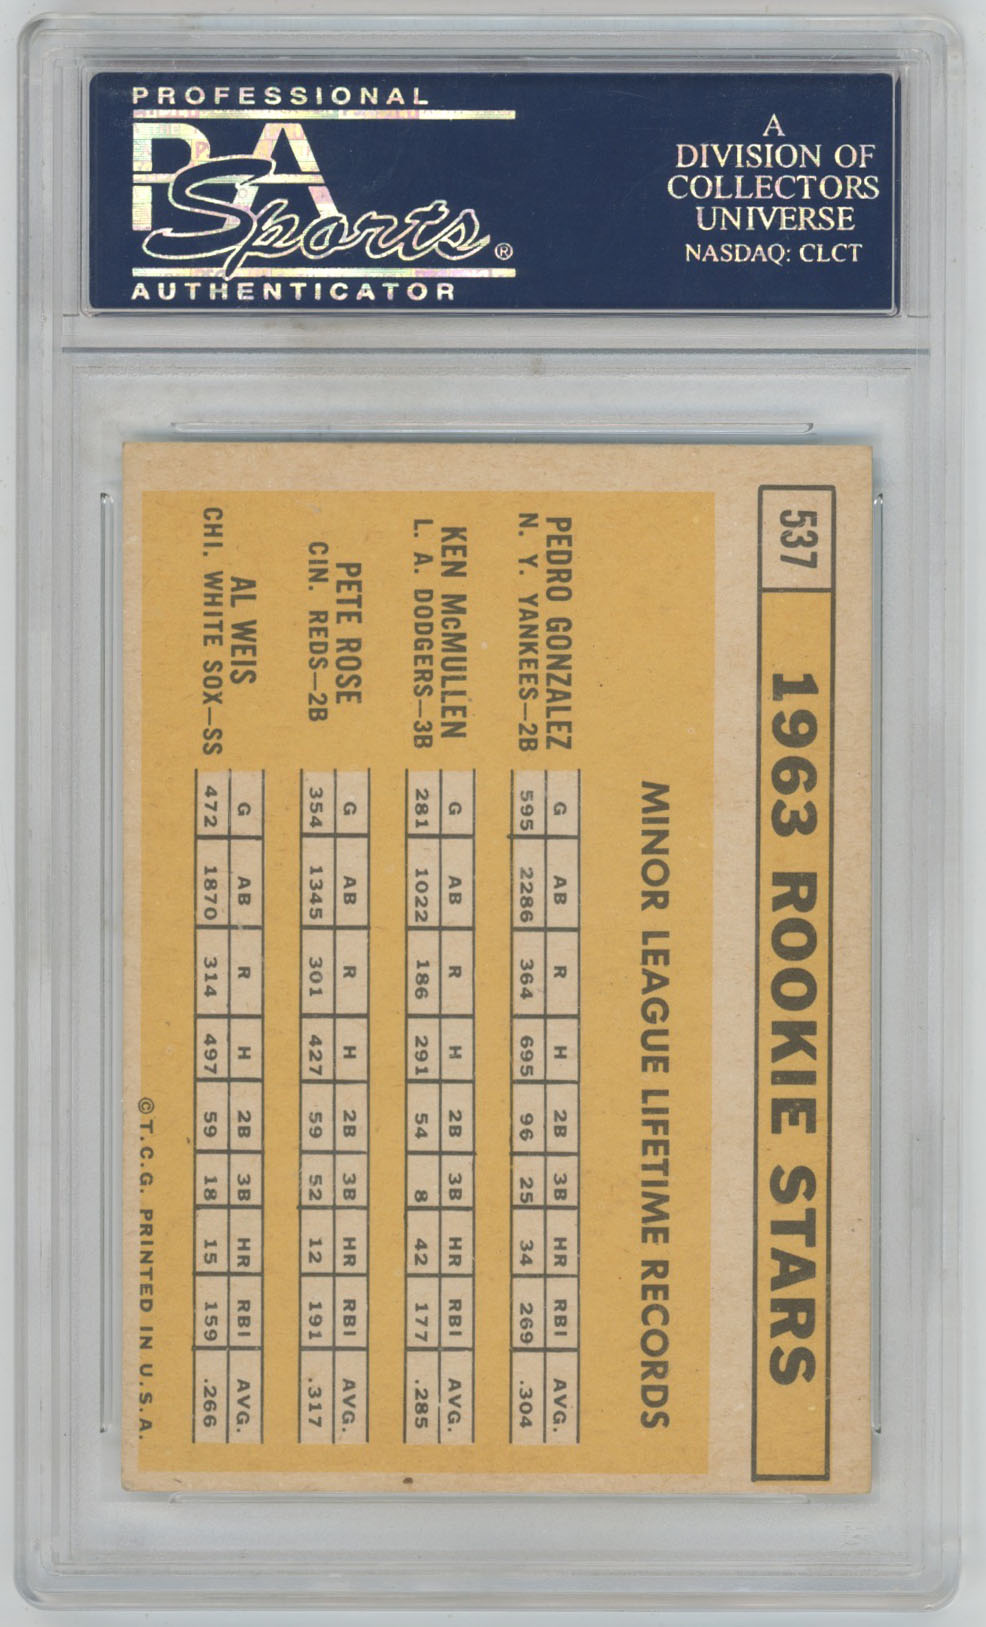 PROFESSIONAL
PSA
Sports®
AUTHENTICATOR
A
DIVISION OF
COLLECTORS
UNIVERSE
NASDAQ: CLCT
537 1963 ROOKIE STARS
MINOR LEAGUE LIFETIME RECORDS
PEDRO GONZALEZ G AB R H 2B 3B HR RBI AVG.
N. Y. YANKEES—2B 595 2286 364 695 96 25 34 269 .304
KEN McMULLEN G AB R H 2B 3B HR RBI AVG.
L. A. DODGERS—3B 281 1022 186 291 54 8 42 177 .285
PETE ROSE G AB R H 2B 3B HR RBI AVG.
CIN. REDS—2B 354 1345 301 427 59 52 12 191 .317
AL WEIS G AB R H 2B 3B HR RBI AVG.
CHI. WHITE SOX—SS 472 1870 314 497 59 18 15 159 .266
© T.C.G. PRINTED IN U.S.A.